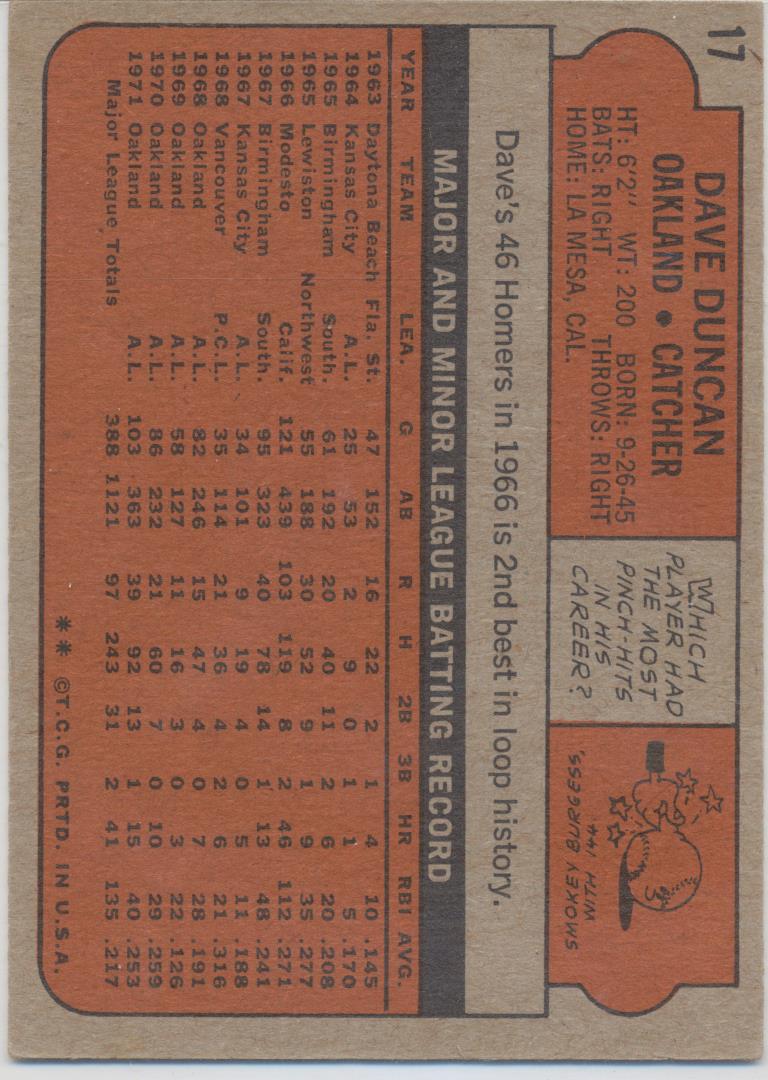 17
DAVE DUNCAN
OAKLAND • CATCHER
HT: 6'2" WT: 200 BORN: 9-26-45
BATS: RIGHT THROWS: RIGHT
HOME: LA MESA, CAL.
WHICH
PLAYER HAD
THE MOST
PINCH-HITS
IN HIS
CAREER?
SMOKEY BURGESS,
WITH 144
Dave's 46 Homers in 1966 is 2nd best in loop history.
MAJOR AND MINOR LEAGUE BATTING RECORD
YEAR TEAM LEA. G AB R H 2B 3B HR RBI AVG.
1963 Daytona Beach Fla. St. 47 152 16 22 2 1 4 10 .145
1964 Kansas City A.L. 25 53 2 9 0 1 1 5 .170
1965 Birmingham South. 61 192 20 40 11 2 6 20 .208
1965 Lewiston Northwest 55 188 30 52 9 1 9 35 .277
1966 Modesto Calif. 121 439 103 119 8 2 46 112 .271
1967 Birmingham South. 95 323 40 78 14 1 13 48 .241
1967 Kansas City A.L. 34 101 9 19 4 0 5 11 .188
1968 Vancouver P.C.L. 35 114 21 36 4 2 6 21 .316
1968 Oakland A.L. 82 246 15 47 4 0 7 28 .191
1969 Oakland A.L. 58 127 11 16 3 0 3 22 .126
1970 Oakland A.L. 86 232 21 60 7 0 10 29 .259
1971 Oakland A.L. 103 363 39 92 13 1 15 40 .253
Major League Totals 388 1121 97 243 31 2 41 135 .217
** ©T.C.G. PRTD. IN U.S.A.